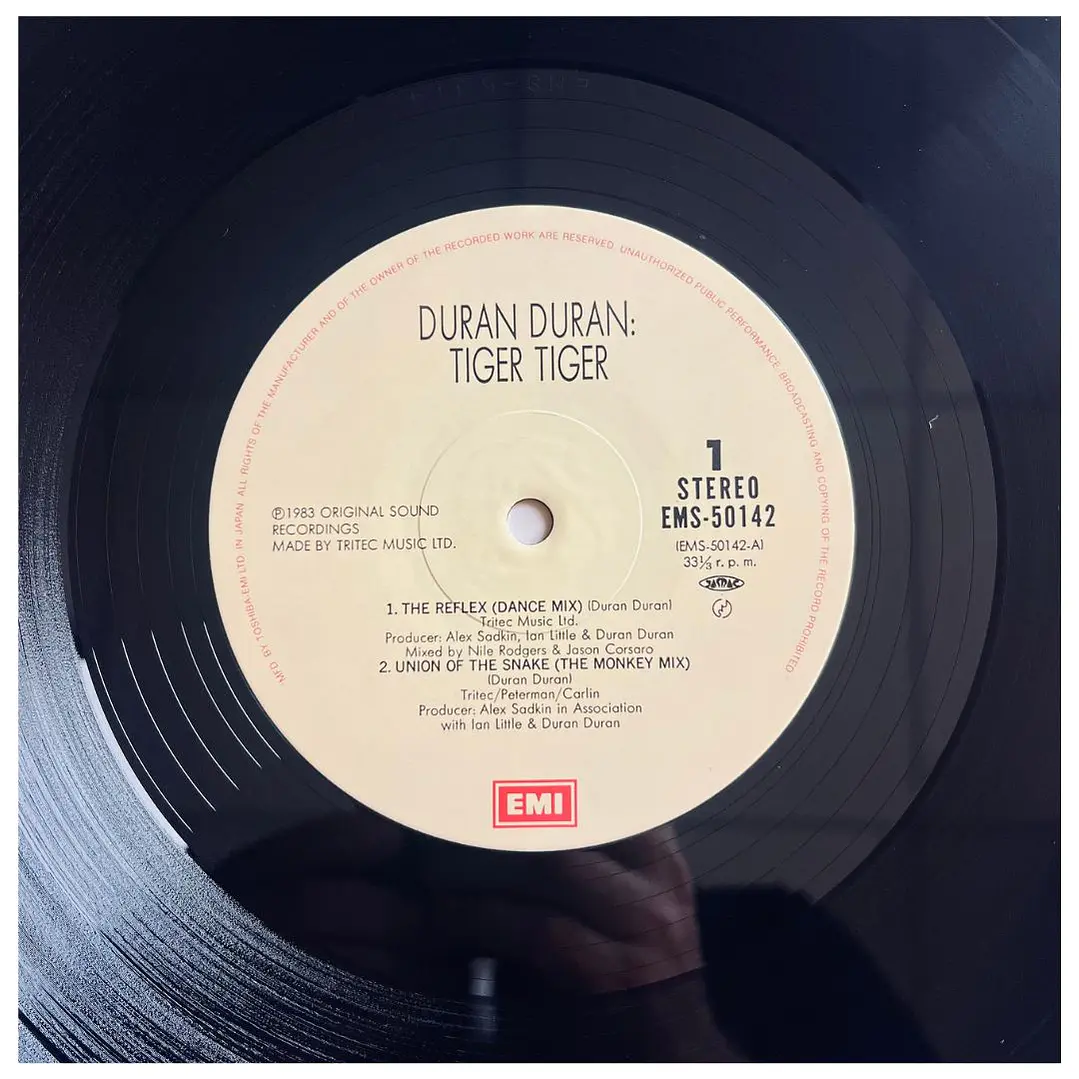 MFD BY TOSHIBA-EMI LTD. IN JAPAN ALL RIGHTS OF THE MANUFACTURER AND OF THE OWNER OF THE RECORDED WORK ARE RESERVED. UNAUTHORIZED PUBLIC PERFORMANCE BROADCASTING AND COPYING OF THE RECORD PROHIBITED
DURAN DURAN:
TIGER TIGER
1
STEREO
EMS-50142
(EMS-50142-A)
33⅓ r. p. m.
JASRAC
Ⓟ1983 ORIGINAL SOUND
RECORDINGS
MADE BY TRITEC MUSIC LTD.
1. THE REFLEX (DANCE MIX) (Duran Duran)
Tritec Music Ltd.
Producer: Alex Sadkin, Ian Little & Duran Duran
Mixed by Nile Rodgers & Jason Corsaro
2. UNION OF THE SNAKE (THE MONKEY MIX)
(Duran Duran)
Tritec/Peterman/Carlin
Producer: Alex Sadkin in Association
with Ian Little & Duran Duran
EMI